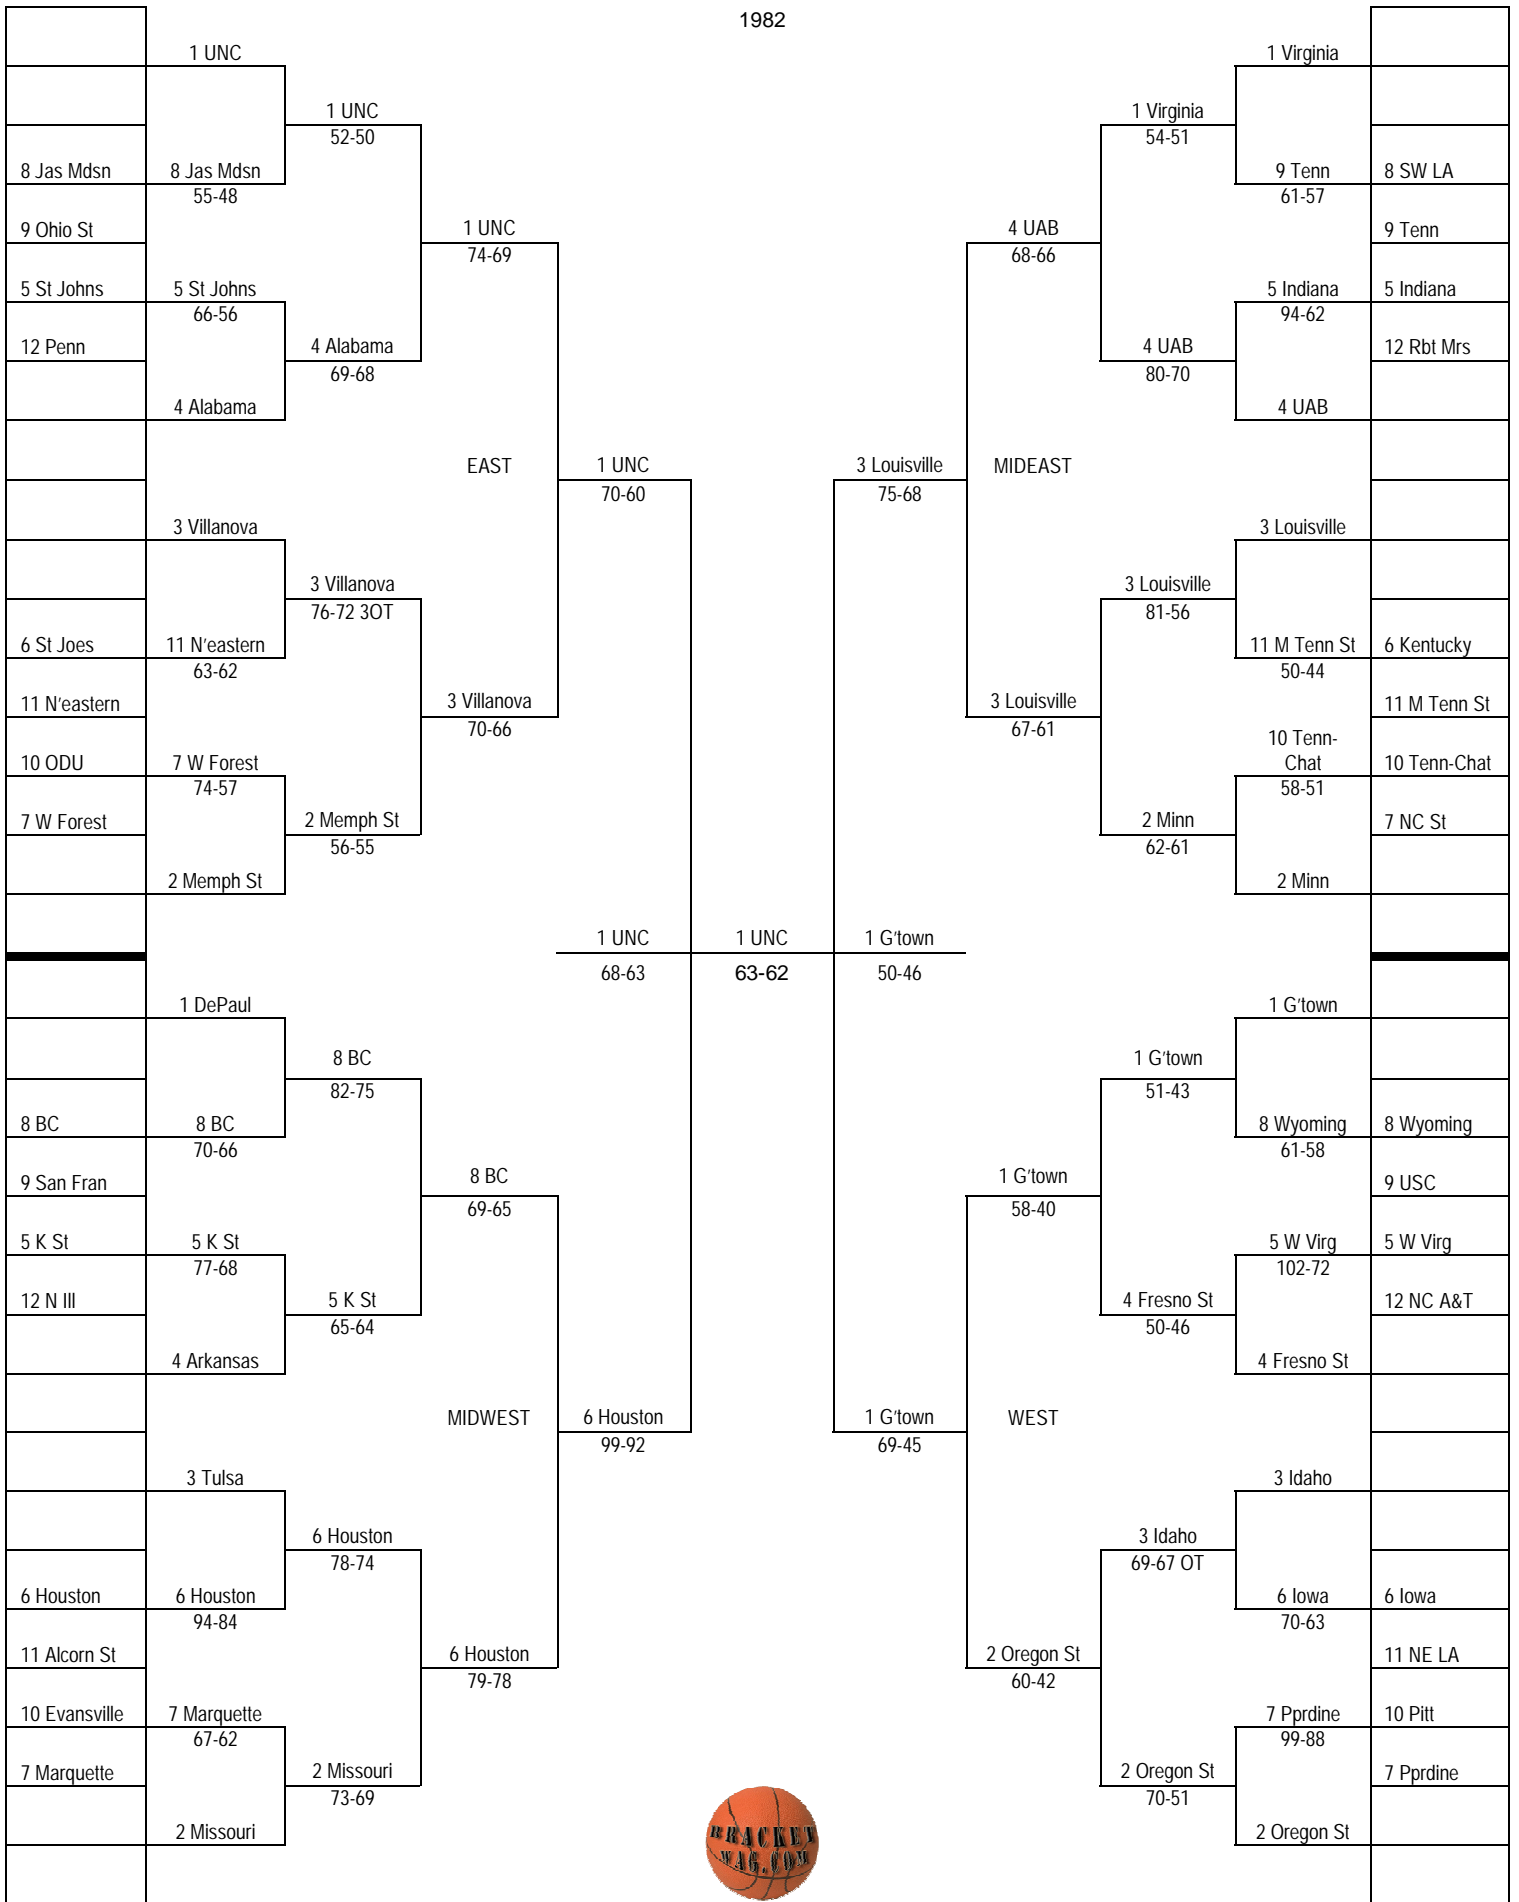 1982
1 UNC
1 UNC
52-50
8 Jas Mdsn
8 Jas Mdsn
55-48
9 Ohio St
1 UNC
74-69
5 St Johns
5 St Johns
66-56
12 Penn
4 Alabama
69-68
4 Alabama
EAST
1 UNC
70-60
3 Villanova
3 Villanova
76-72 3OT
6 St Joes
11 N'eastern
63-62
11 N'eastern
3 Villanova
70-66
10 ODU
7 W Forest
74-57
7 W Forest
2 Memph St
56-55
2 Memph St
1 UNC
68-63
1 UNC
63-62
1 G'town
50-46
1 DePaul
8 BC
82-75
8 BC
8 BC
70-66
9 San Fran
8 BC
69-65
5 K St
5 K St
77-68
12 N Ill
5 K St
65-64
4 Arkansas
MIDWEST
6 Houston
99-92
3 Tulsa
6 Houston
78-74
6 Houston
6 Houston
94-84
11 Alcorn St
6 Houston
79-78
10 Evansville
7 Marquette
67-62
7 Marquette
2 Missouri
73-69
2 Missouri
1 Virginia
1 Virginia
54-51
9 Tenn
61-57
8 SW LA
4 UAB
68-66
9 Tenn
5 Indiana
94-62
5 Indiana
4 UAB
80-70
12 Rbt Mrs
4 UAB
3 Louisville
75-68
MIDEAST
3 Louisville
3 Louisville
81-56
11 M Tenn St
50-44
6 Kentucky
3 Louisville
67-61
11 M Tenn St
10 Tenn-
Chat
58-51
10 Tenn-Chat
2 Minn
62-61
7 NC St
2 Minn
1 G'town
1 G'town
51-43
8 Wyoming
61-58
8 Wyoming
1 G'town
58-40
9 USC
5 W Virg
102-72
5 W Virg
4 Fresno St
50-46
12 NC A&T
4 Fresno St
1 G'town
69-45
WEST
3 Idaho
3 Idaho
69-67 OT
6 Iowa
70-63
6 Iowa
2 Oregon St
60-42
11 NE LA
7 Pprdine
99-88
10 Pitt
2 Oregon St
70-51
7 Pprdine
2 Oregon St
BRACKET
WAG.COM